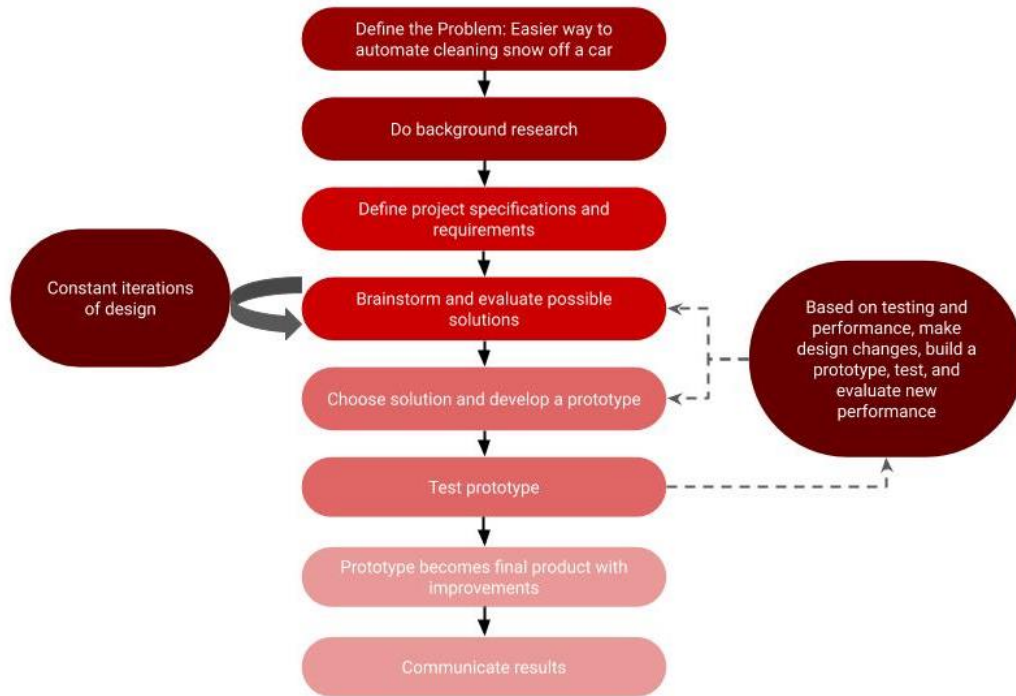 Define the Problem: Easier way to
automate cleaning snow off a car
Do background research
Define project specifications and
requirements
Constant iterations
of design
Brainstorm and evaluate possible
solutions
Based on testing and
performance, make
design changes, build a
prototype, test, and
evaluate new
performance
Choose solution and develop a prototype
Test prototype
Prototype becomes final product with
improvements
Communicate results